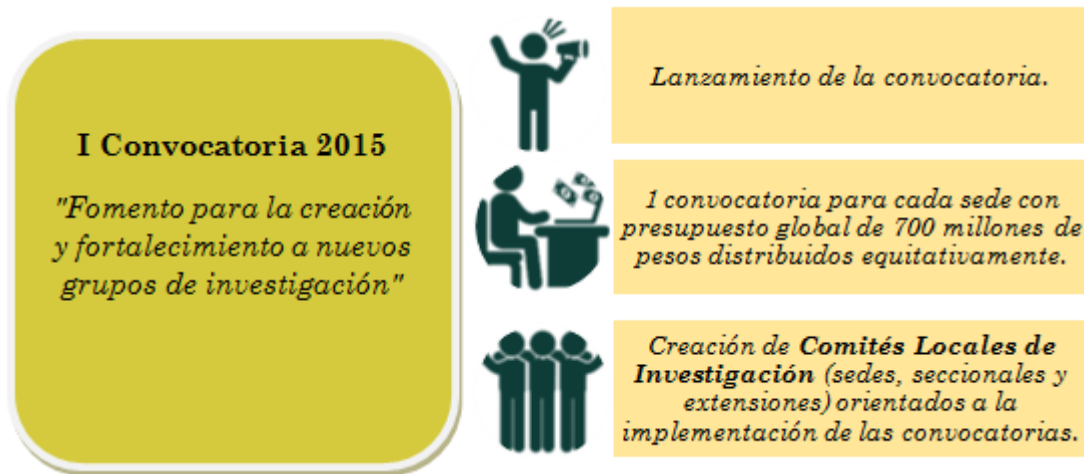 I Convocatoria 2015
"Fomento para la creación
y fortalecimiento a nuevos
grupos de investigación"
Lanzamiento de la convocatoria.
1 convocatoria para cada sede con
presupuesto global de 700 millones de
pesos distribuidos equitativamente.
Creación de Comités Locales de
Investigación (sedes, seccionales y
extensiones) orientados a la
implementación de las convocatorias.